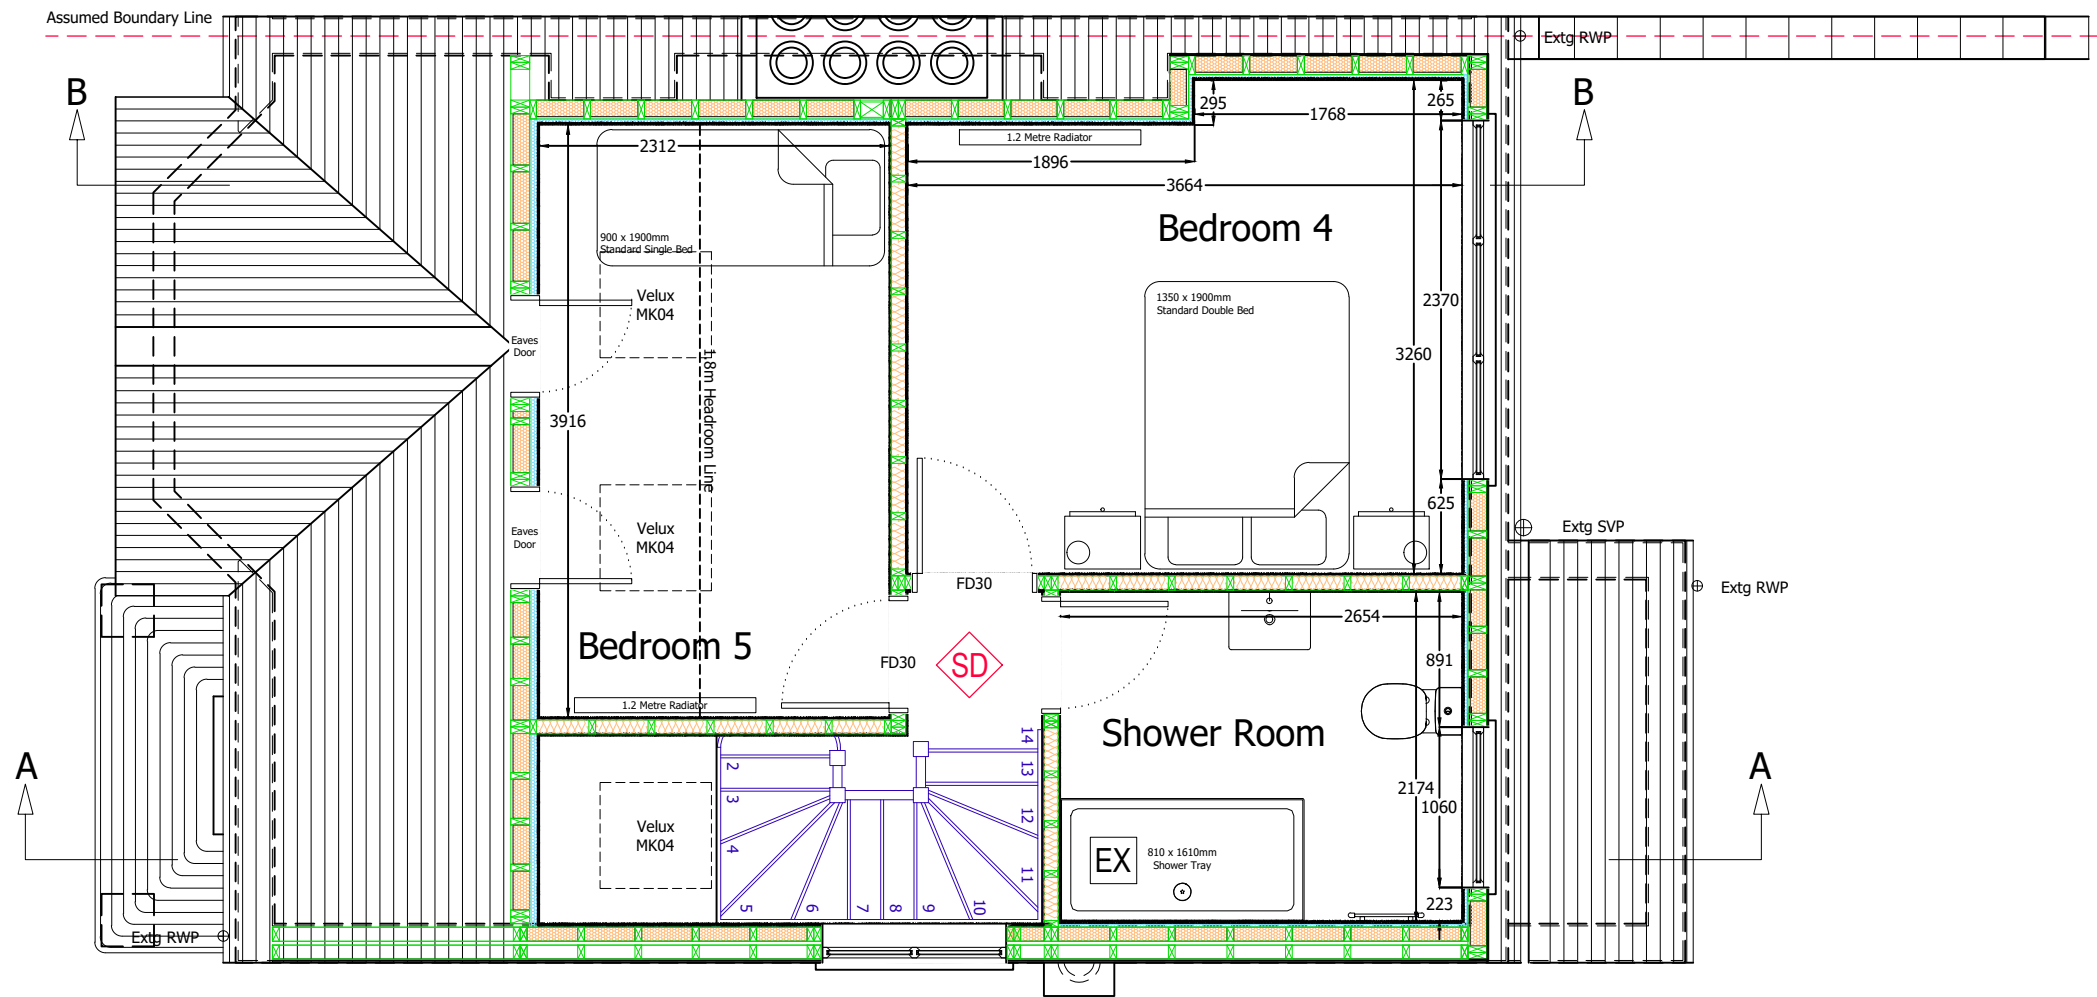 Assumed Boundary Line
Extg RWP
B
B
295
265
1768
1.2 Metre Radiator
2312
1896
3664
Bedroom 4
900 x 1900mm
Standard Single Bed
Velux
MK04
1350 x 1900mm
Standard Double Bed
2370
Eaves
Door
3260
1.8m Headroom Line
3916
625
Velux
MK04
Eaves
Door
Extg SVP
FD30
Extg RWP
2654
Bedroom 5
FD30
SD
891
1.2 Metre Radiator
Shower Room
14
13
12
11
10
9
8
7
6
5
4
3
2
A
A
2174
1060
Velux
MK04
EX
810 x 1610mm
Shower Tray
223
Extg RWP